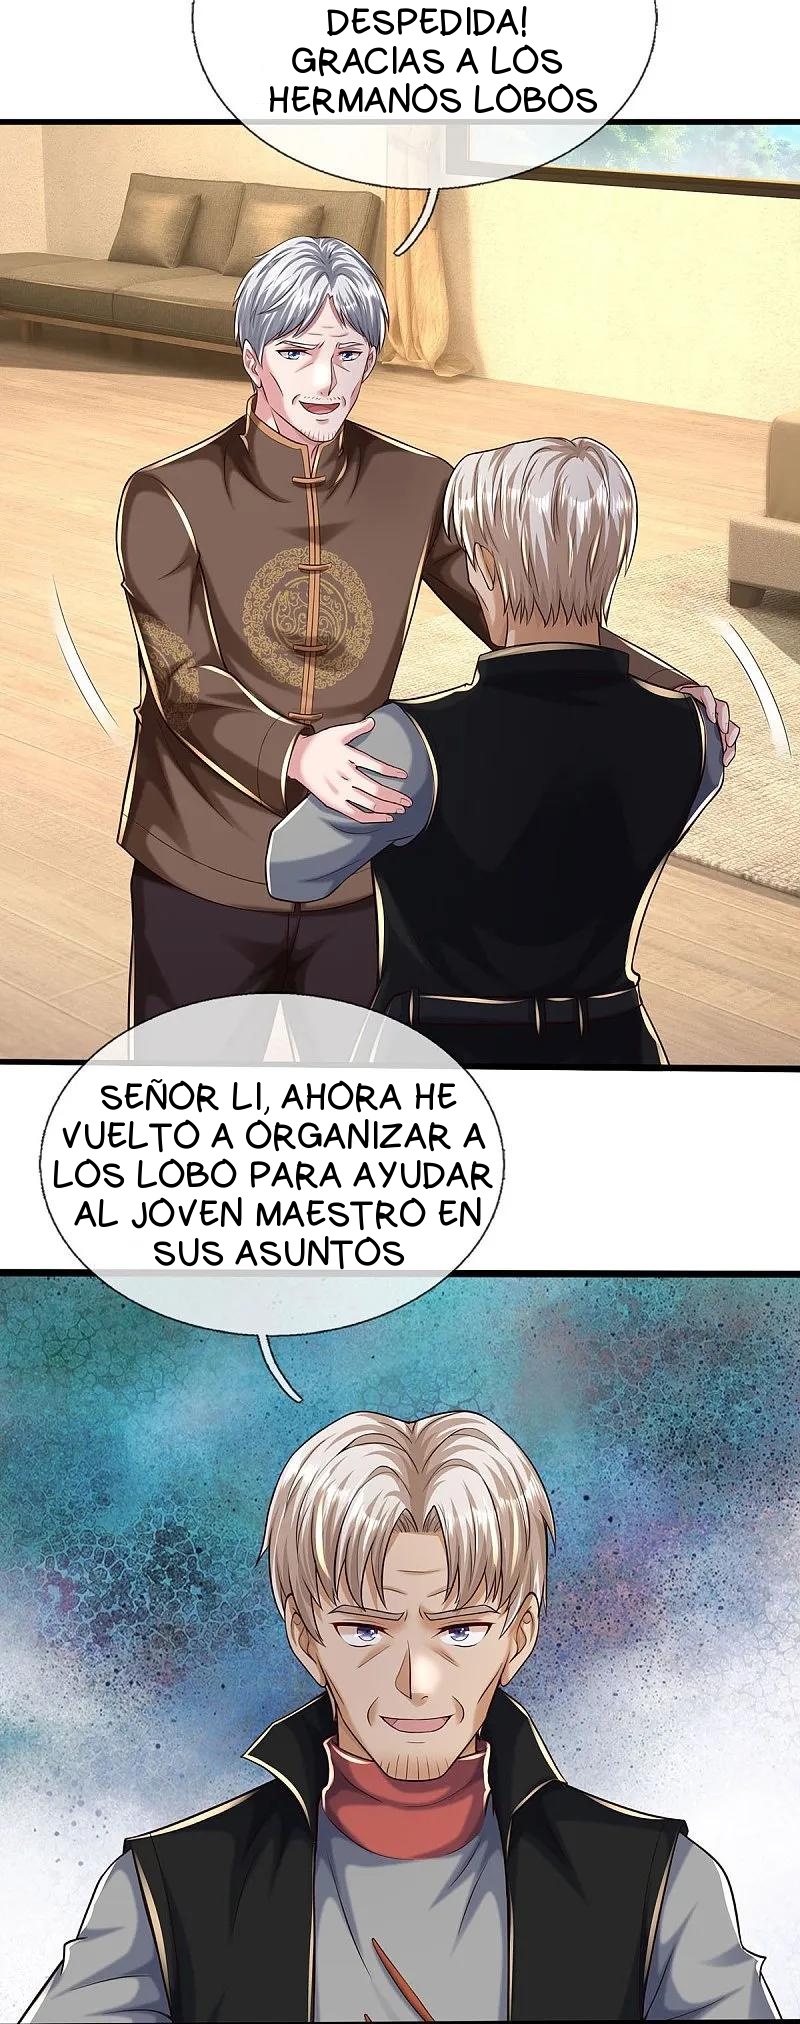 DESPEDIDA!
GRACIAS A LOS
HERMANOS LOBOS
SEÑOR LI, AHORA HE
VUELTO A ORGANIZAR A
LOS LOBO PARA AYUDAR
AL JOVEN MAESTRO EN
SUS ASUNTOS